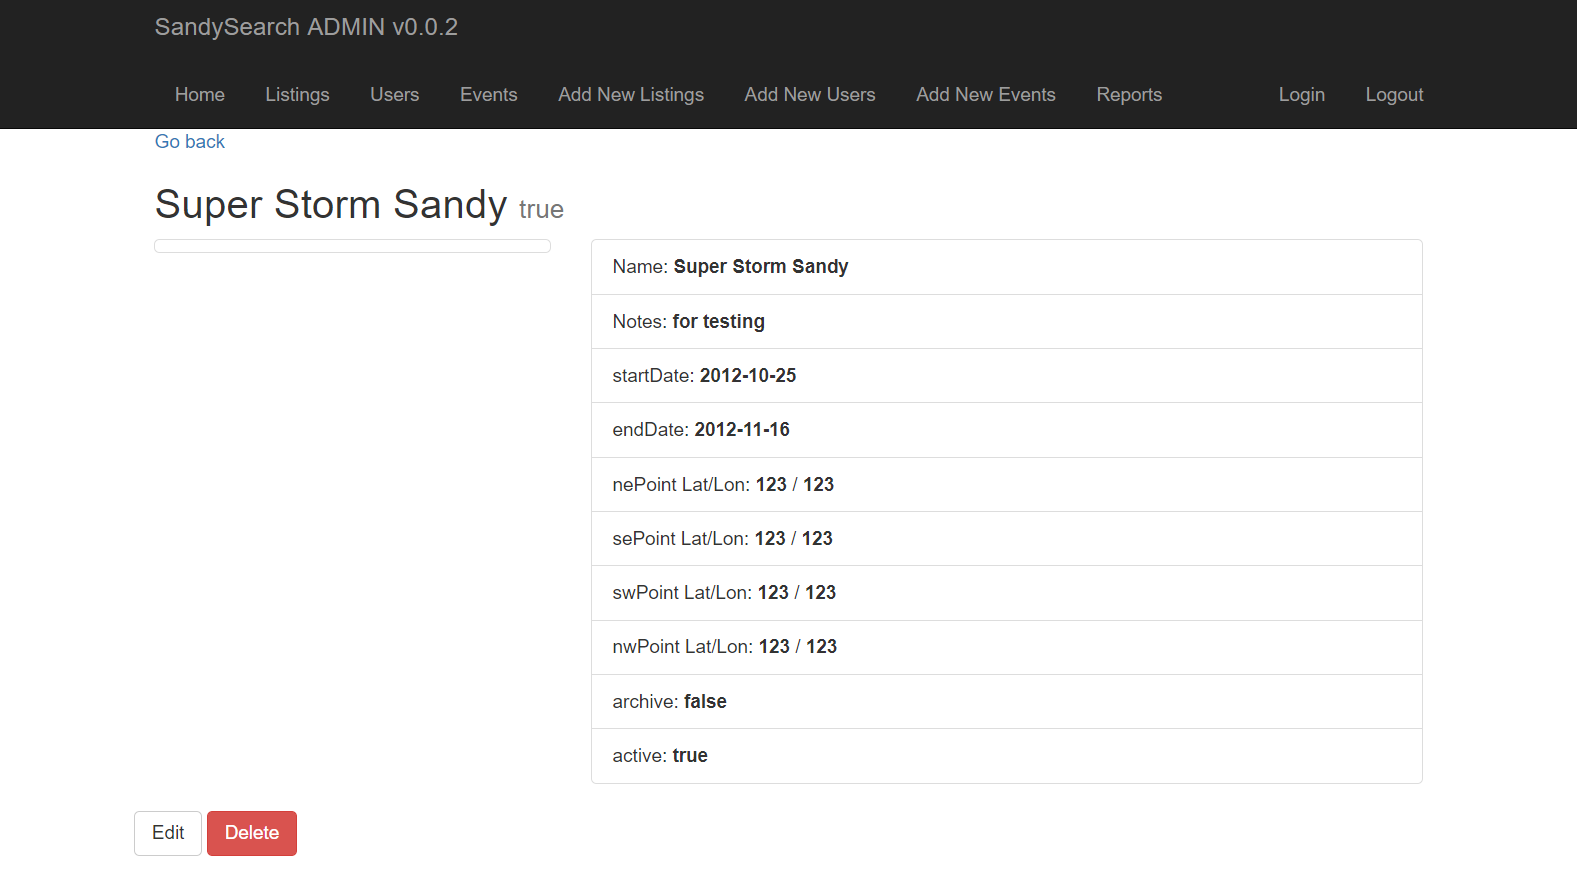 SandySearch ADMIN v0.0.2
Home Listings Users Events Add New Listings Add New Users Add New Events Reports Login Logout
Go back
Super Storm Sandy true
Name: Super Storm Sandy
Notes: for testing
startDate: 2012-10-25
endDate: 2012-11-16
nePoint Lat/Lon: 123 / 123
sePoint Lat/Lon: 123 / 123
swPoint Lat/Lon: 123 / 123
nwPoint Lat/Lon: 123 / 123
archive: false
active: true
Edit Delete